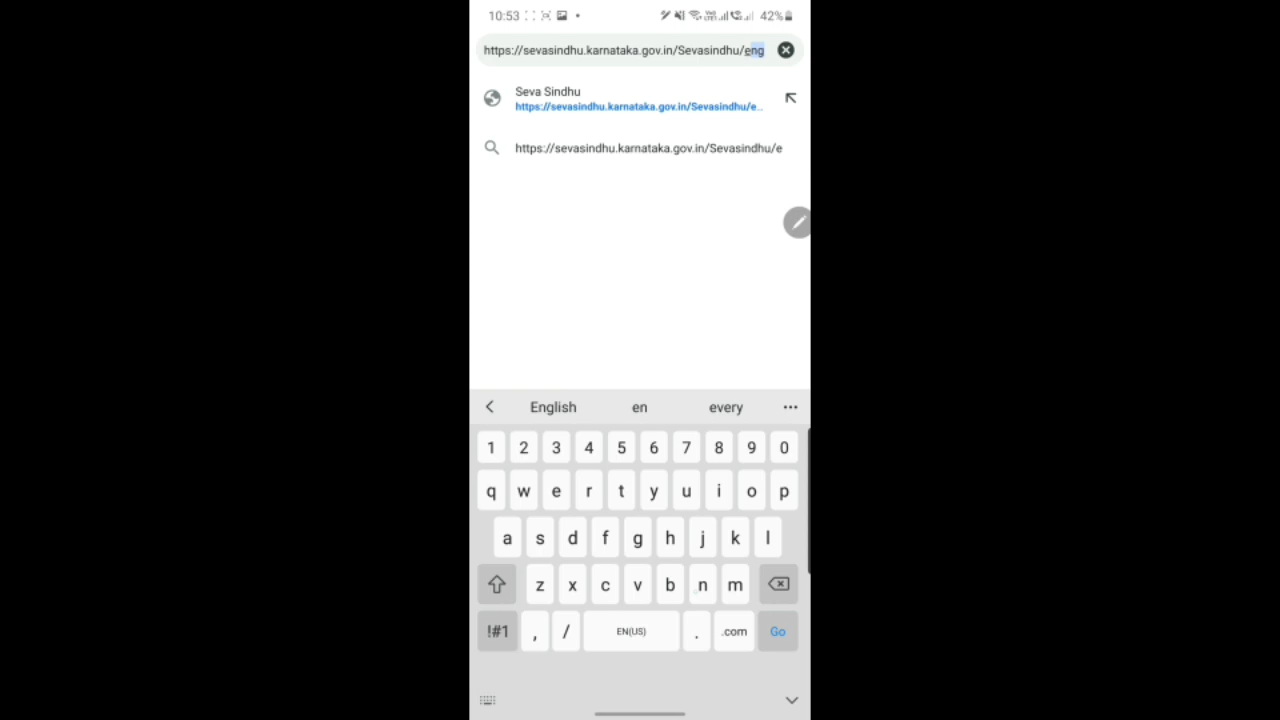 10:53 42%
https://sevasindhu.karnataka.gov.in/Sevasindhu/eng
Seva Sindhu
https://sevasindhu.karnataka.gov.in/Sevasindhu/e..
https://sevasindhu.karnataka.gov.in/Sevasindhu/e
English en every
1 2 3 4 5 6 7 8 9 0
q w e r t y u i o p
a s d f g h j k l
z x c v b n m
!#1 , / EN(US) . .com Go